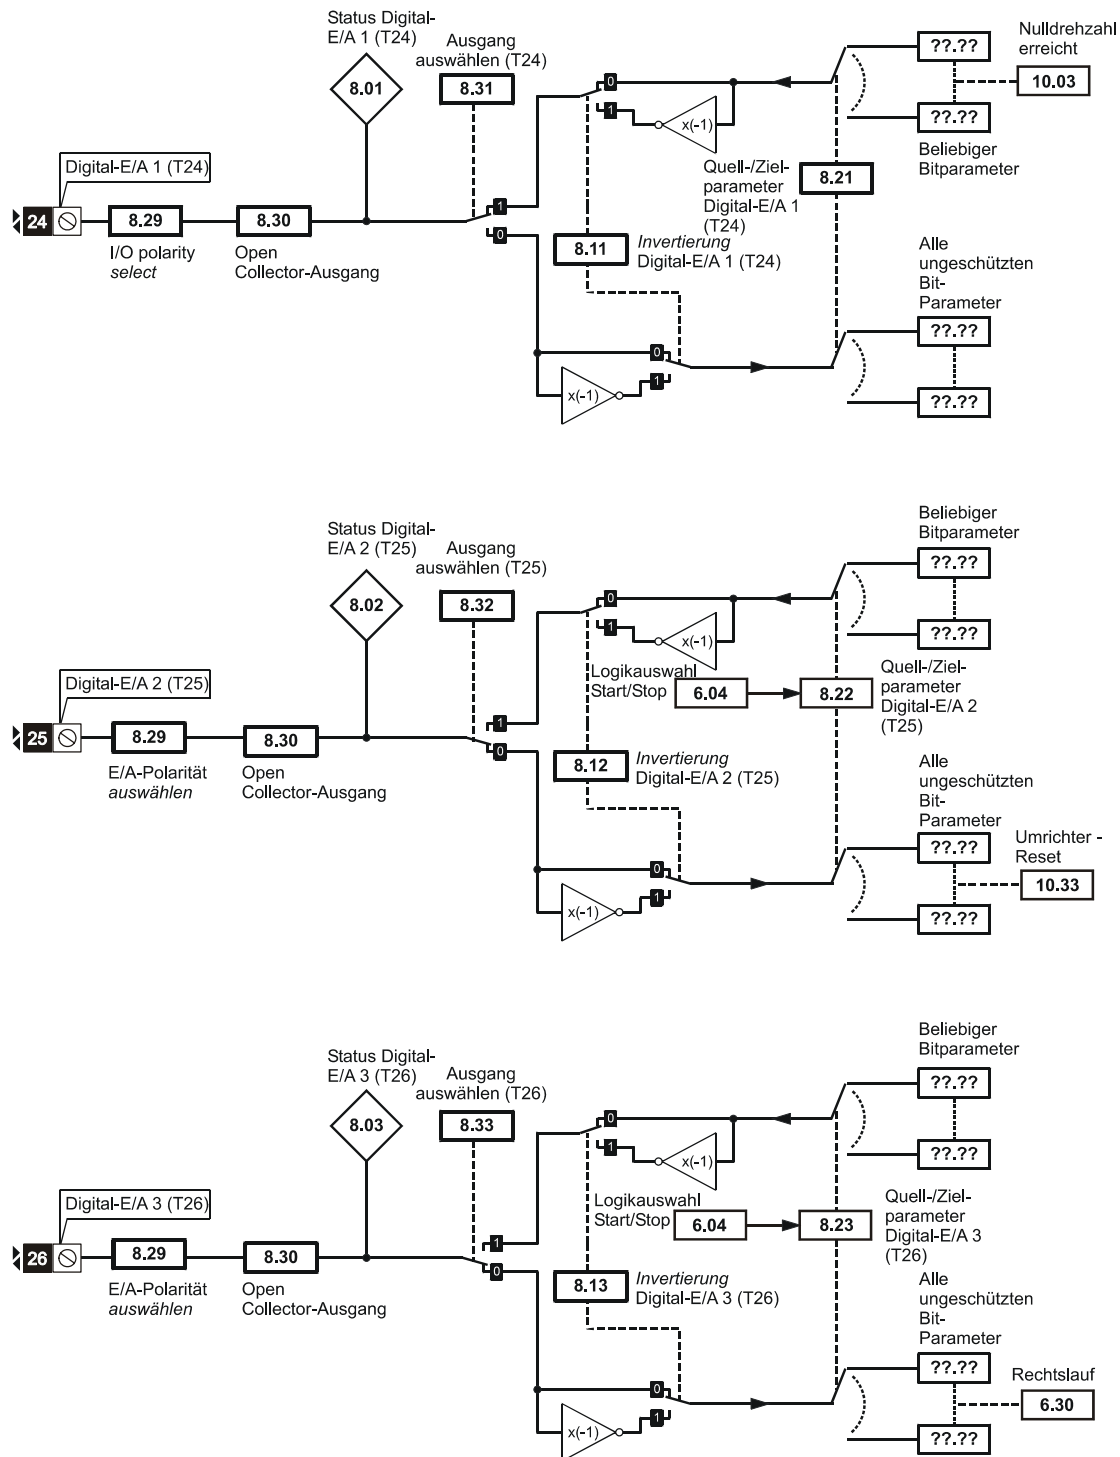 Status Digital-
E/A 1 (T24)
8.01
Ausgang
auswählen (T24)
8.31
0
1
x(-1)
??.??
??.??
Nulldrehzahl
erreicht
10.03
Beliebiger
Bitparameter
Digital-E/A 1 (T24)
24
8.29
I/O polarity
select
8.30
Open
Collector-Ausgang
1
0
Quell-/Ziel-
parameter
Digital-E/A 1
(T24)
8.21
8.11
Invertierung
Digital-E/A 1 (T24)
Alle
ungeschützten
Bit-
Parameter
??.??
??.??
0
1
x(-1)
Status Digital-
E/A 2 (T25)
8.02
Ausgang
auswählen (T25)
8.32
0
1
x(-1)
Beliebiger
Bitparameter
??.??
??.??
Digital-E/A 2 (T25)
25
8.29
E/A-Polarität
auswählen
8.30
Open
Collector-Ausgang
1
0
Logikauswahl
Start/Stop
6.04
8.22
Quell-/Ziel-
parameter
Digital-E/A 2
(T25)
8.12
Invertierung
Digital-E/A 2 (T25)
Alle
ungeschützten
Bit-
Parameter
??.??
??.??
Umrichter -
Reset
10.33
0
1
x(-1)
Status Digital-
E/A 3 (T26)
8.03
Ausgang
auswählen (T26)
8.33
0
1
x(-1)
Beliebiger
Bitparameter
??.??
??.??
Digital-E/A 3 (T26)
26
8.29
E/A-Polarität
auswählen
8.30
Open
Collector-Ausgang
1
0
Logikauswahl
Start/Stop
6.04
8.23
Quell-/Ziel-
parameter
Digital-E/A 3
(T26)
8.13
Invertierung
Digital-E/A 3 (T26)
Alle
ungeschützten
Bit-
Parameter
??.??
??.??
Rechtslauf
6.30
0
1
x(-1)